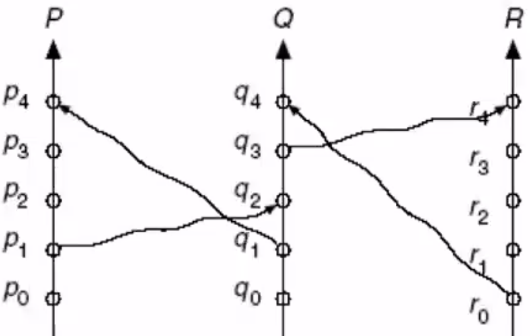 P Q R
p4 q4 r4
p3 q3 r3
p2 q2 r2
p1 q1 r1
p0 q0 r0